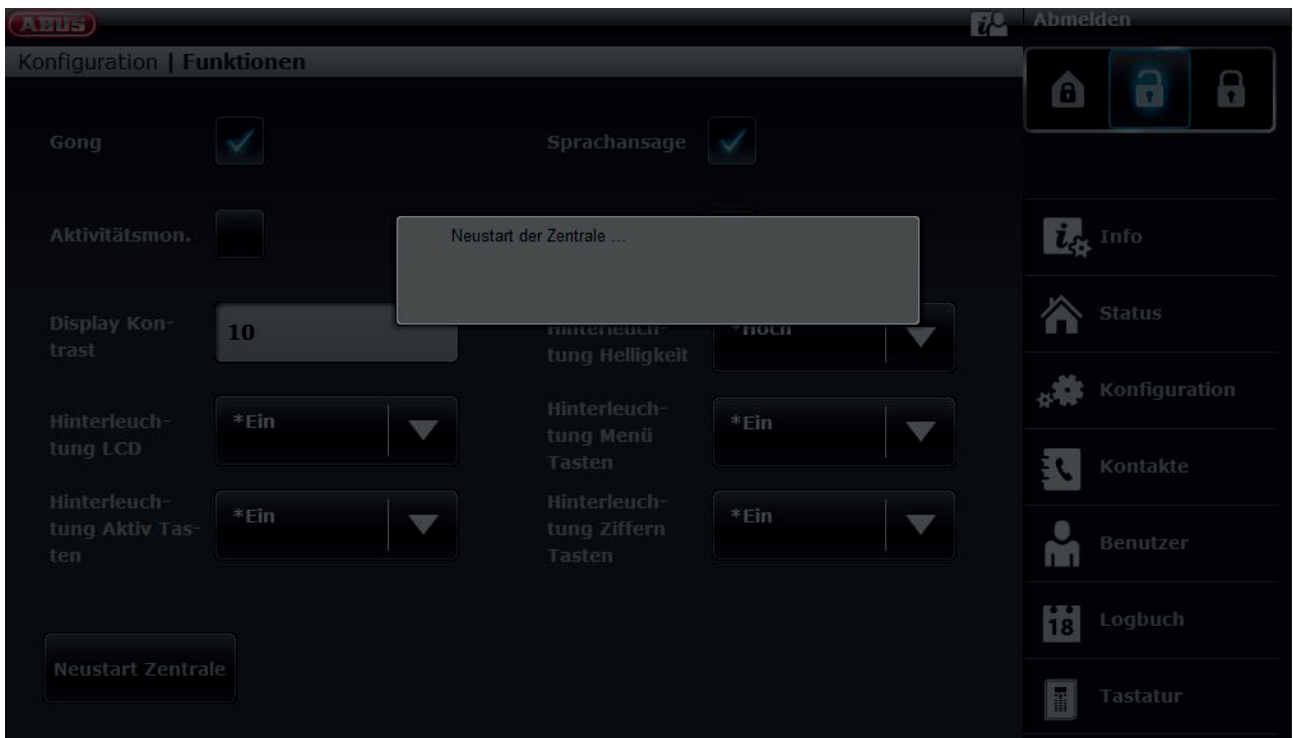 ABUS
Abmelden
Konfiguration | Funktionen
Gong
Sprachansage
Aktivitätsmon.
Neustart der Zentrale ...
Display Kon-
trast
10
Hinterleuch-
tung Helligkeit
*Hoch
Hinterleuch-
tung LCD
*Ein
Hinterleuch-
tung Menü
Tasten
*Ein
Hinterleuch-
tung Aktiv Tas-
ten
*Ein
Hinterleuch-
tung Ziffern
Tasten
*Ein
Neustart Zentrale
Info
Status
Konfiguration
Kontakte
Benutzer
18
Logbuch
Tastatur